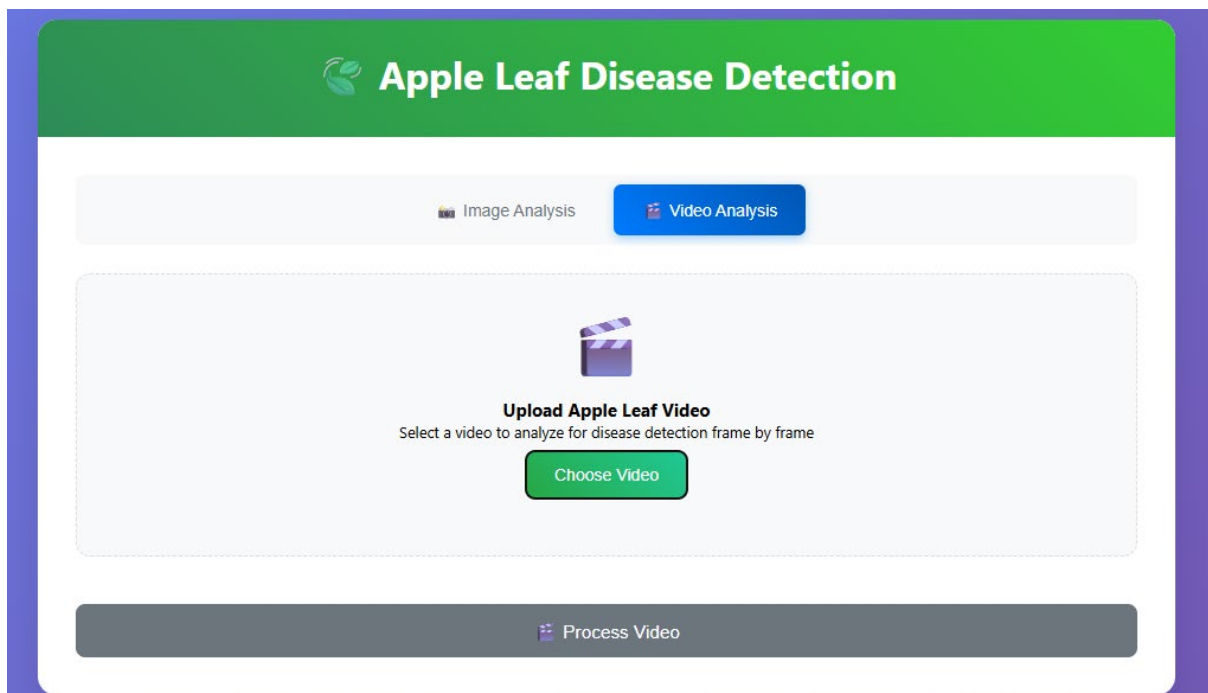 Apple Leaf Disease Detection
Image Analysis
Video Analysis
Upload Apple Leaf Video
Select a video to analyze for disease detection frame by frame
Choose Video
Process Video